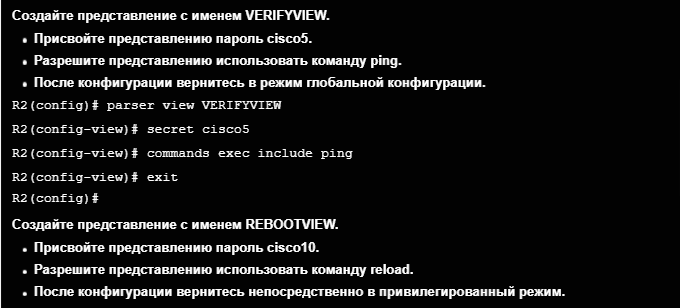 Создайте представление с именем VERIFYVIEW.
• Присвойте представлению пароль cisco5.
• Разрешите представлению использовать команду ping.
• После конфигурации вернитесь в режим глобальной конфигурации.
R2(config)# parser view VERIFYVIEW
R2(config-view)# secret cisco5
R2(config-view)# commands exec include ping
R2(config-view)# exit
R2(config)#
Создайте представление с именем REBOOTVIEW.
• Присвойте представлению пароль cisco10.
• Разрешите представлению использовать команду reload.
• После конфигурации вернитесь непосредственно в привилегированный режим.